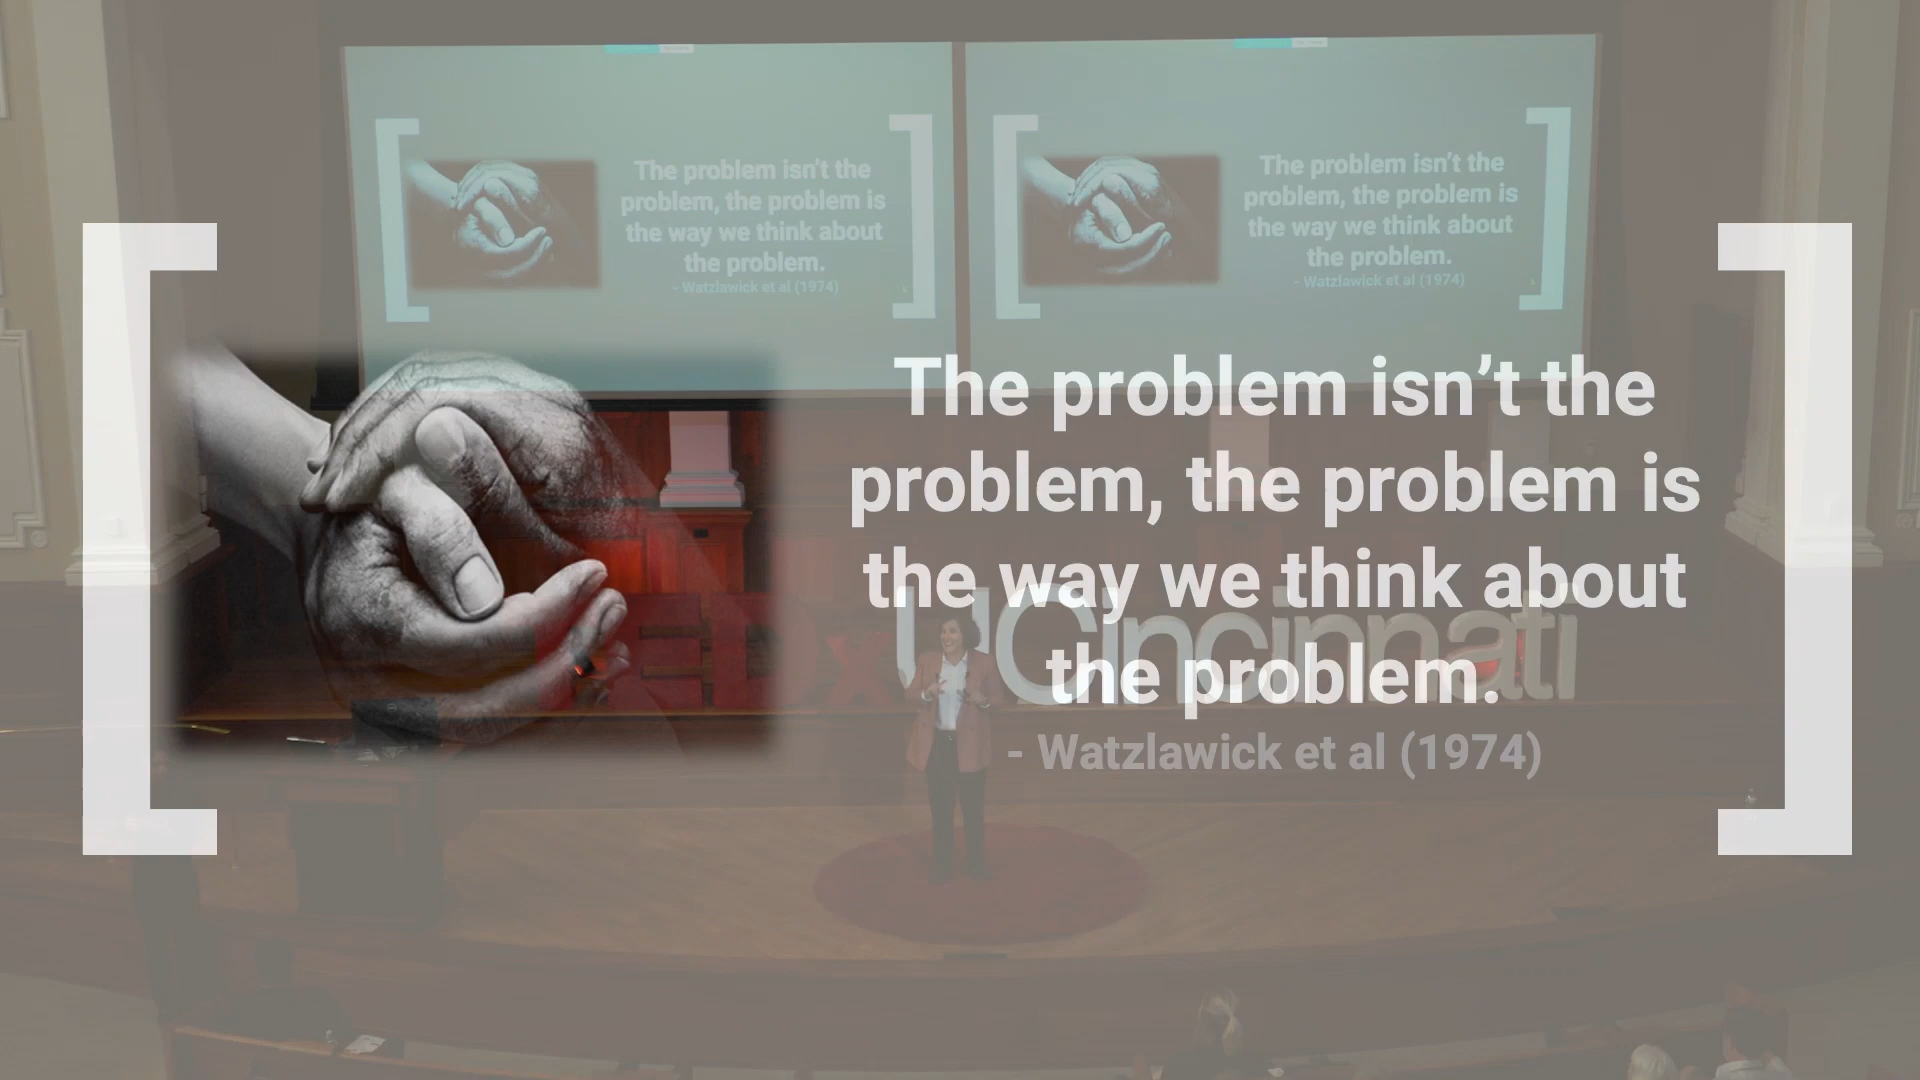 The problem isn't the
problem, the problem is
the way we think about
the problem.
- Watzlawick et al (1974)
The problem isn't the
problem, the problem is
the way we think about
the problem.
- Watzlawick et al (1974)
The problem isn’t the
problem, the problem is
the way we think about
the problem.
- Watzlawick et al (1974)
TEDxUCincinnati